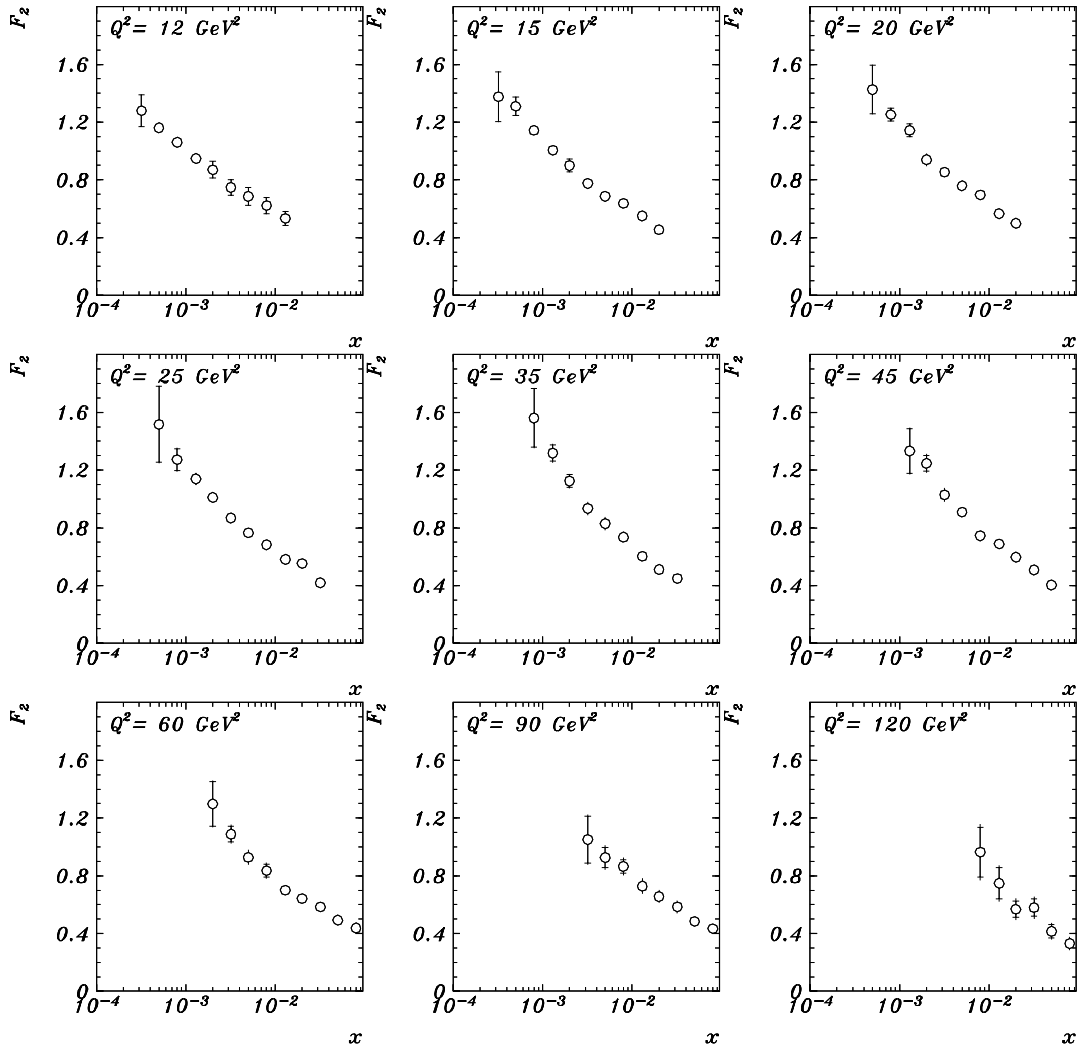 F₂ Q²= 12 GeV²
1.6
1.2
0.8
0.4
0
10⁻⁴ 10⁻³ 10⁻²
x
F₂ Q²= 15 GeV²
1.6
1.2
0.8
0.4
0
10⁻⁴ 10⁻³ 10⁻²
x
F₂ Q²= 20 GeV²
1.6
1.2
0.8
0.4
0
10⁻⁴ 10⁻³ 10⁻²
x
F₂ Q²= 25 GeV²
1.6
1.2
0.8
0.4
0
10⁻⁴ 10⁻³ 10⁻²
x
F₂ Q²= 35 GeV²
1.6
1.2
0.8
0.4
0
10⁻⁴ 10⁻³ 10⁻²
x
F₂ Q²= 45 GeV²
1.6
1.2
0.8
0.4
0
10⁻⁴ 10⁻³ 10⁻²
x
F₂ Q²= 60 GeV²
1.6
1.2
0.8
0.4
0
10⁻⁴ 10⁻³ 10⁻²
x
F₂ Q²= 90 GeV²
1.6
1.2
0.8
0.4
0
10⁻⁴ 10⁻³ 10⁻²
x
F₂ Q²= 120 GeV²
1.6
1.2
0.8
0.4
0
10⁻⁴ 10⁻³ 10⁻²
x